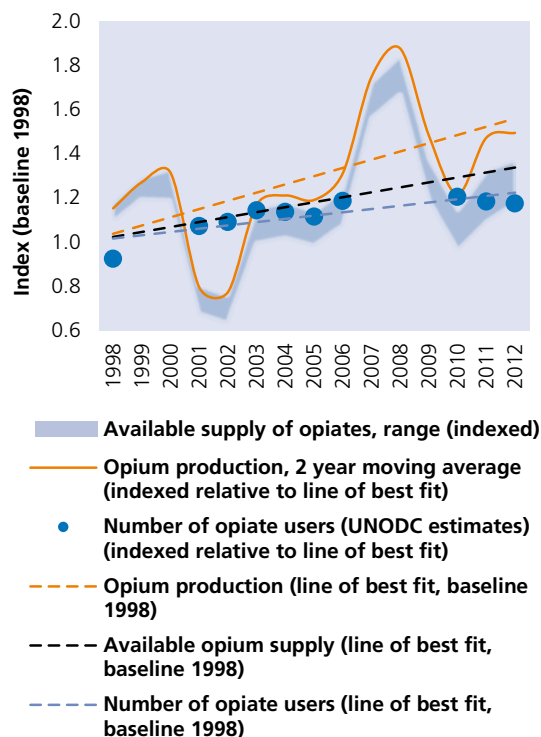 2.0
1.8
1.6
1.4
1.2
1.0
0.8
0.6
Index (baseline 1998)
1998 1999 2000 2001 2002 2003 2004 2005 2006 2007 2008 2009 2010 2011 2012
Available supply of opiates, range (indexed)
Opium production, 2 year moving average
(indexed relative to line of best fit)
Number of opiate users (UNODC estimates)
(indexed relative to line of best fit)
Opium production (line of best fit, baseline
1998)
Available opium supply (line of best fit,
baseline 1998)
Number of opiate users (line of best fit,
baseline 1998)